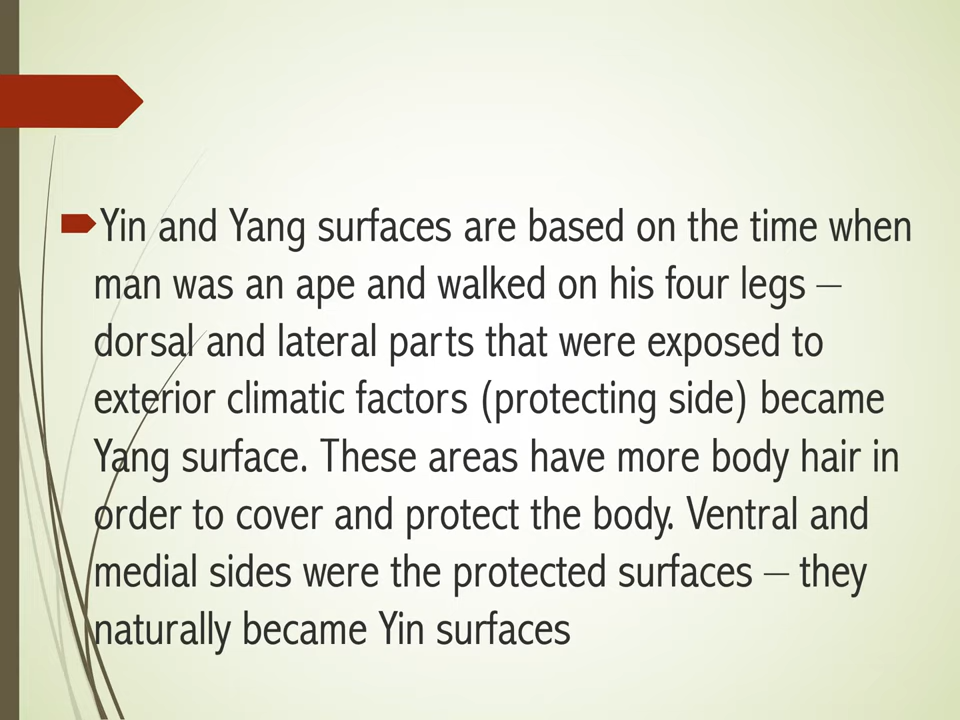 Yin and Yang surfaces are based on the time when
man was an ape and walked on his four legs –
dorsal and lateral parts that were exposed to
exterior climatic factors (protecting side) became
Yang surface. These areas have more body hair in
order to cover and protect the body. Ventral and
medial sides were the protected surfaces – they
naturally became Yin surfaces